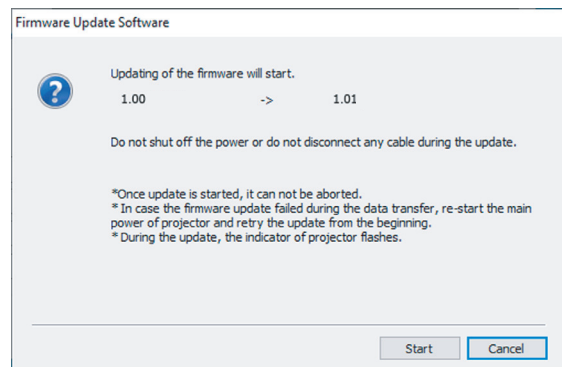 Firmware Update Software
Updating of the firmware will start.
1.00 -> 1.01
Do not shut off the power or do not disconnect any cable during the update.
*Once update is started, it can not be aborted.
* In case the firmware update failed during the data transfer, re-start the main
power of projector and retry the update from the beginning.
* During the update, the indicator of projector flashes.
Start Cancel